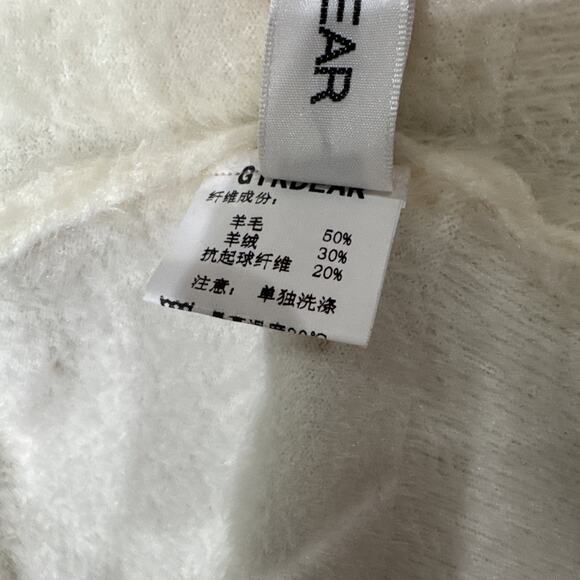 EAR
GYRDEAR
纤维成份:
羊毛 50%
羊绒 30%
抗起球纤维 20%
注意: 单独洗涤